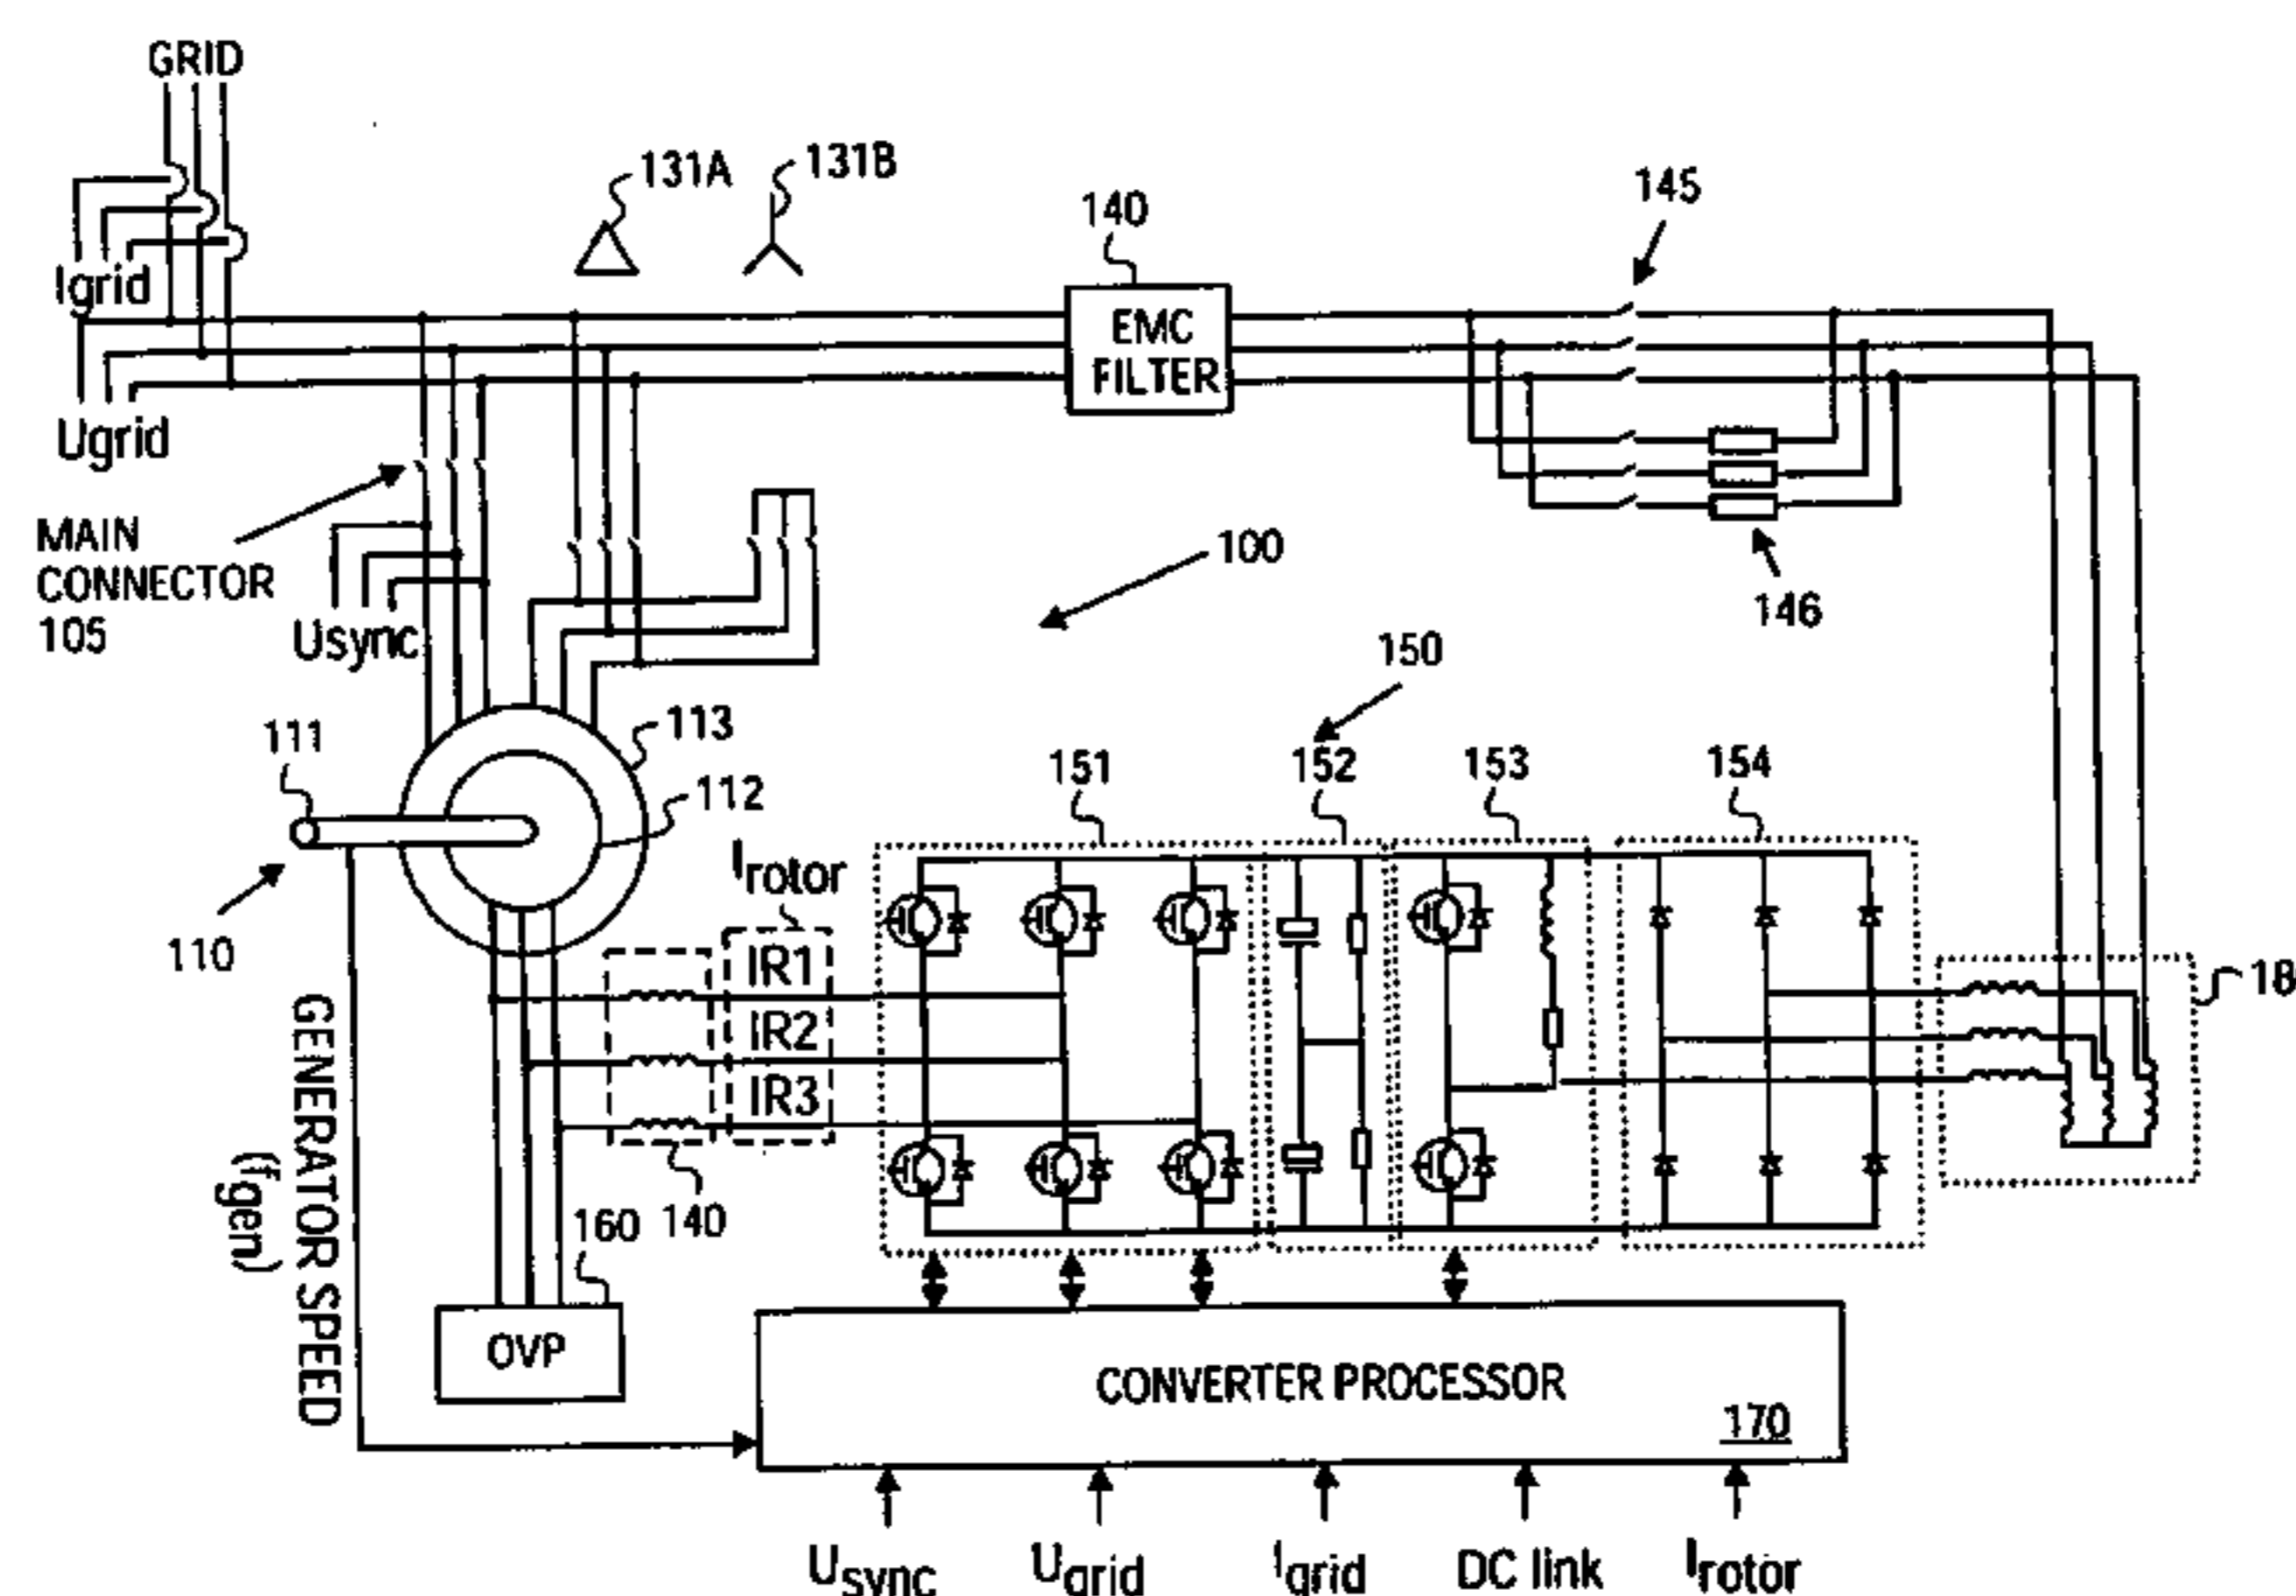 GRID
131A
131B
140
145
Igrid
EMC
FILTER
Ugrid
MAIN
CONNECTOR
105
Usync
100
146
150
111
113
112
151
152
153
154
110
Irotor
IR1
IR2
IR3
18
GENERATOR SPEED
(fgen)
140
160
OVP
CONVERTER PROCESSOR
170
Usync
Ugrid
Igrid
DC link
Irotor